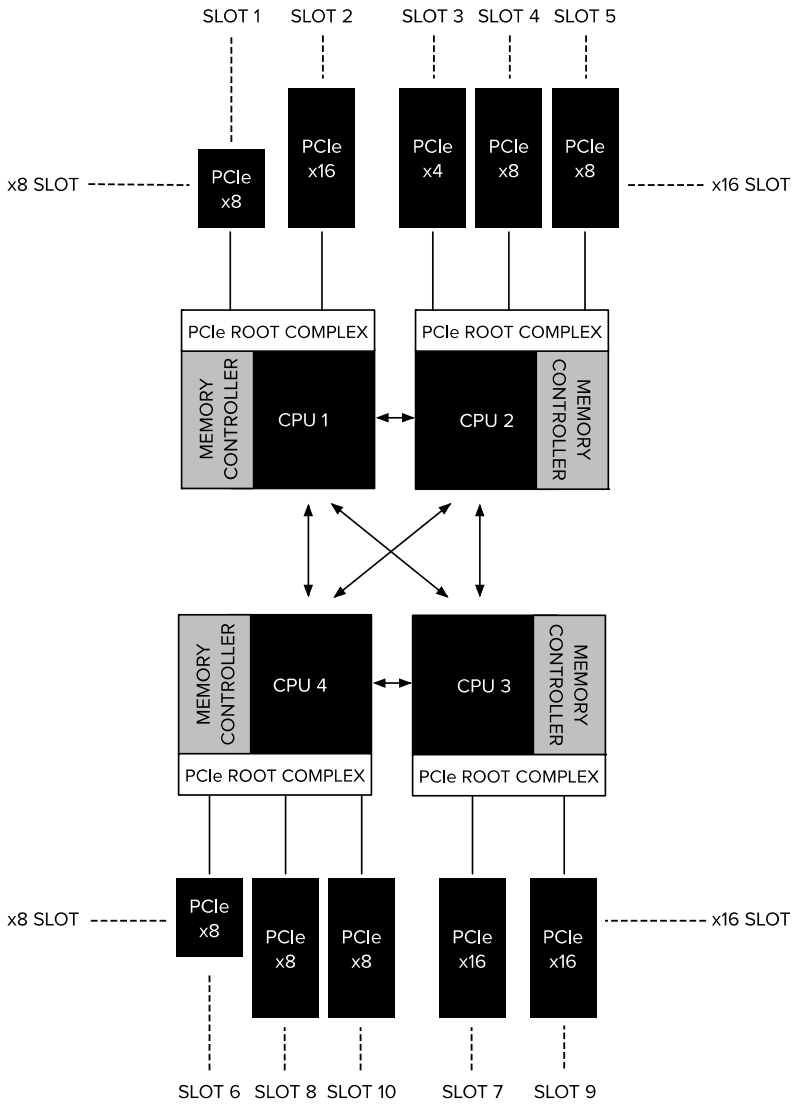 SLOT 1
SLOT 2
SLOT 3
SLOT 4
SLOT 5
x8 SLOT
PCIe
x8
PCIe
x16
PCIe
x4
PCIe
x8
PCIe
x8
x16 SLOT
PCIe ROOT COMPLEX
PCIe ROOT COMPLEX
MEMORY
CONTROLLER
CPU 1
CPU 2
MEMORY
CONTROLLER
MEMORY
CONTROLLER
CPU 4
CPU 3
MEMORY
CONTROLLER
PCIe ROOT COMPLEX
PCIe ROOT COMPLEX
x8 SLOT
PCIe
x8
PCIe
x8
PCIe
x8
PCIe
x16
PCIe
x16
x16 SLOT
SLOT 6
SLOT 8
SLOT 10
SLOT 7
SLOT 9